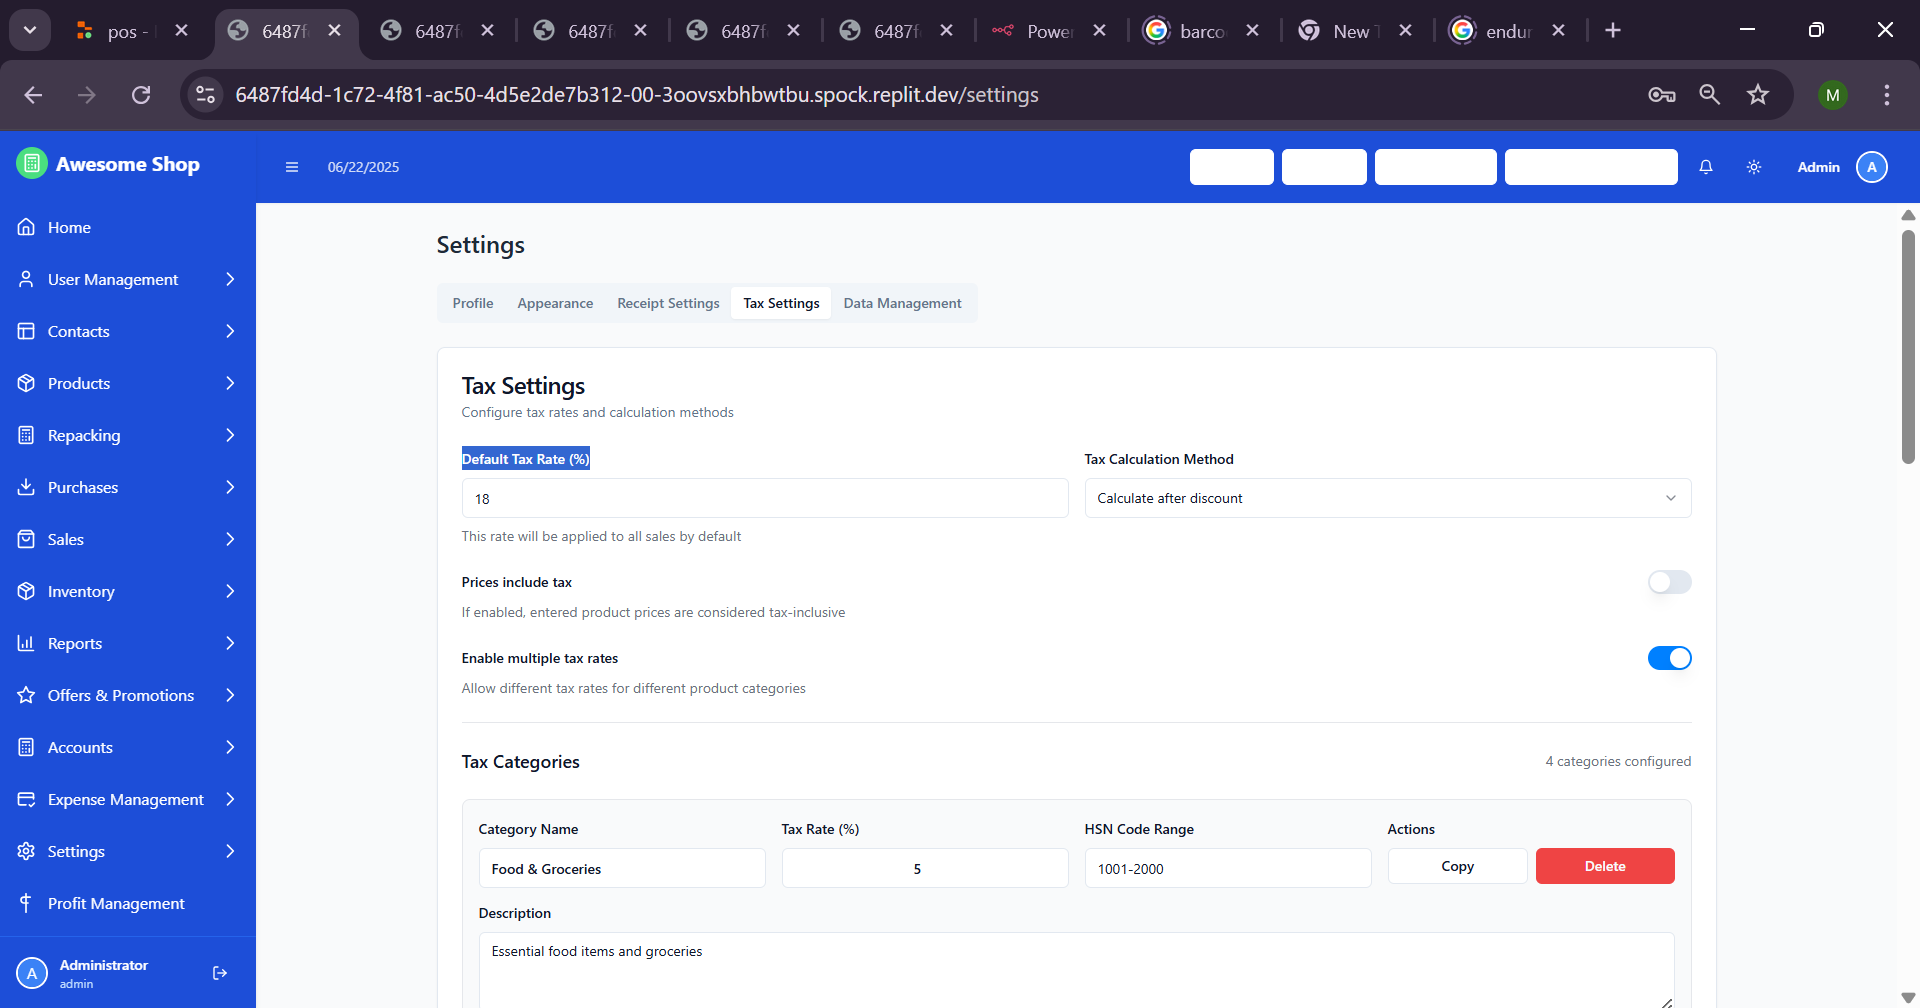 pos -
6487f
6487f
6487f
6487f
6487f
Power
barco
New T
endur
6487fd4d-1c72-4f81-ac50-4d5e2de7b312-00-3oovsxbhbwtbu.spock.replit.dev/settings
M
Awesome Shop
06/22/2025
Admin
A
Home
User Management
Contacts
Products
Repacking
Purchases
Sales
Inventory
Reports
Offers & Promotions
Accounts
Expense Management
Settings
Profit Management
A
Administrator
admin
Settings
Profile
Appearance
Receipt Settings
Tax Settings
Data Management
Tax Settings
Configure tax rates and calculation methods
Default Tax Rate (%)
18
This rate will be applied to all sales by default
Tax Calculation Method
Calculate after discount
Prices include tax
If enabled, entered product prices are considered tax-inclusive
Enable multiple tax rates
Allow different tax rates for different product categories
Tax Categories
4 categories configured
Category Name
Food & Groceries
Tax Rate (%)
5
HSN Code Range
1001-2000
Actions
Copy
Delete
Description
Essential food items and groceries